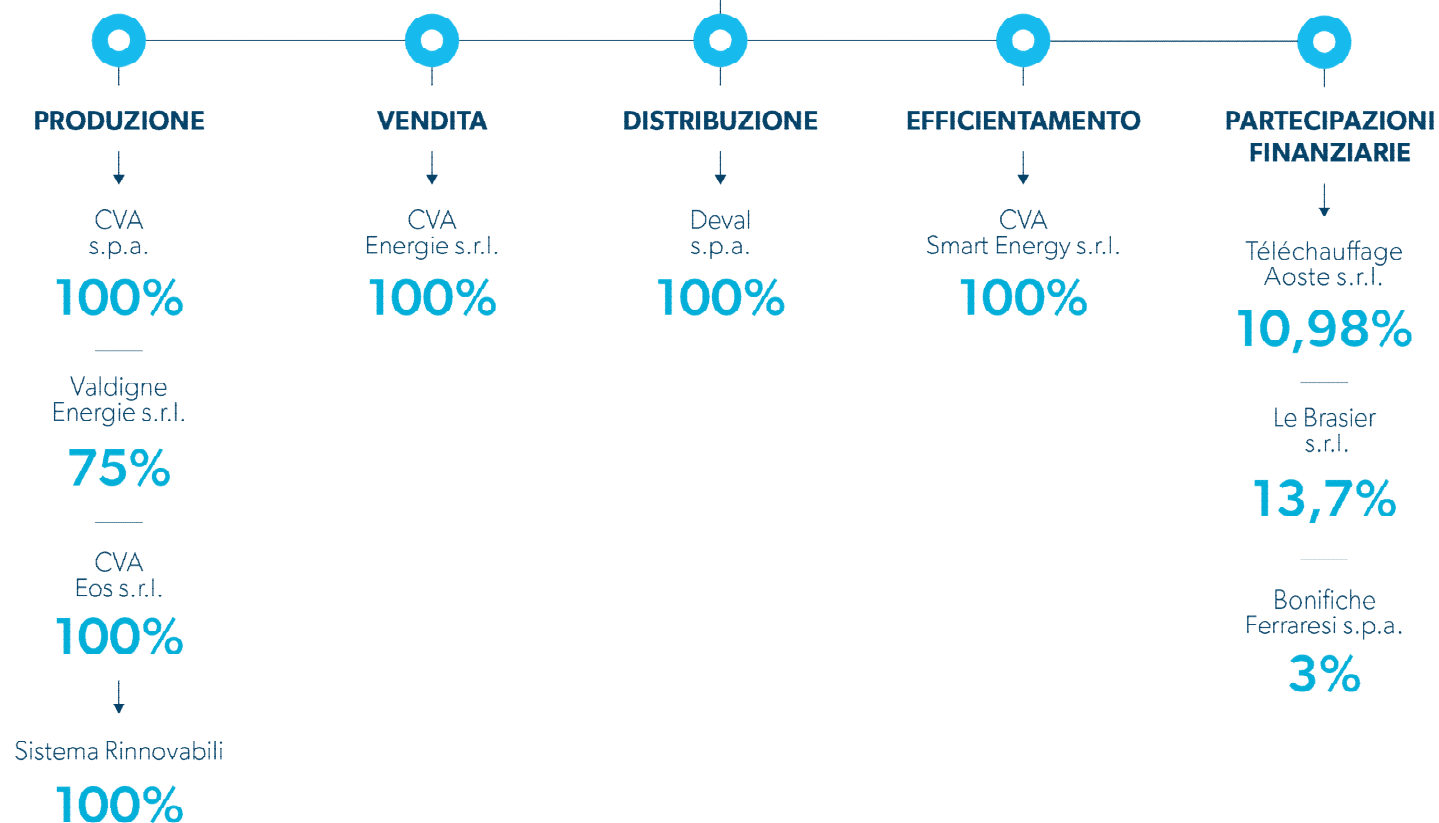 PRODUZIONE
CVA
s.p.a.
100%
Valdigne
Energie s.r.l.
75%
CVA
Eos s.r.l.
100%
Sistema Rinnovabili
100%
VENDITA
CVA
Energie s.r.l.
100%
DISTRIBUZIONE
Deval
s.p.a.
100%
EFFICIENTAMENTO
CVA
Smart Energy s.r.l.
100%
PARTECIPAZIONI
FINANZIARIE
Téléchauffage
Aoste s.r.l.
10,98%
Le Brasier
s.r.l.
13,7%
Bonifiche
Ferraresi s.p.a.
3%